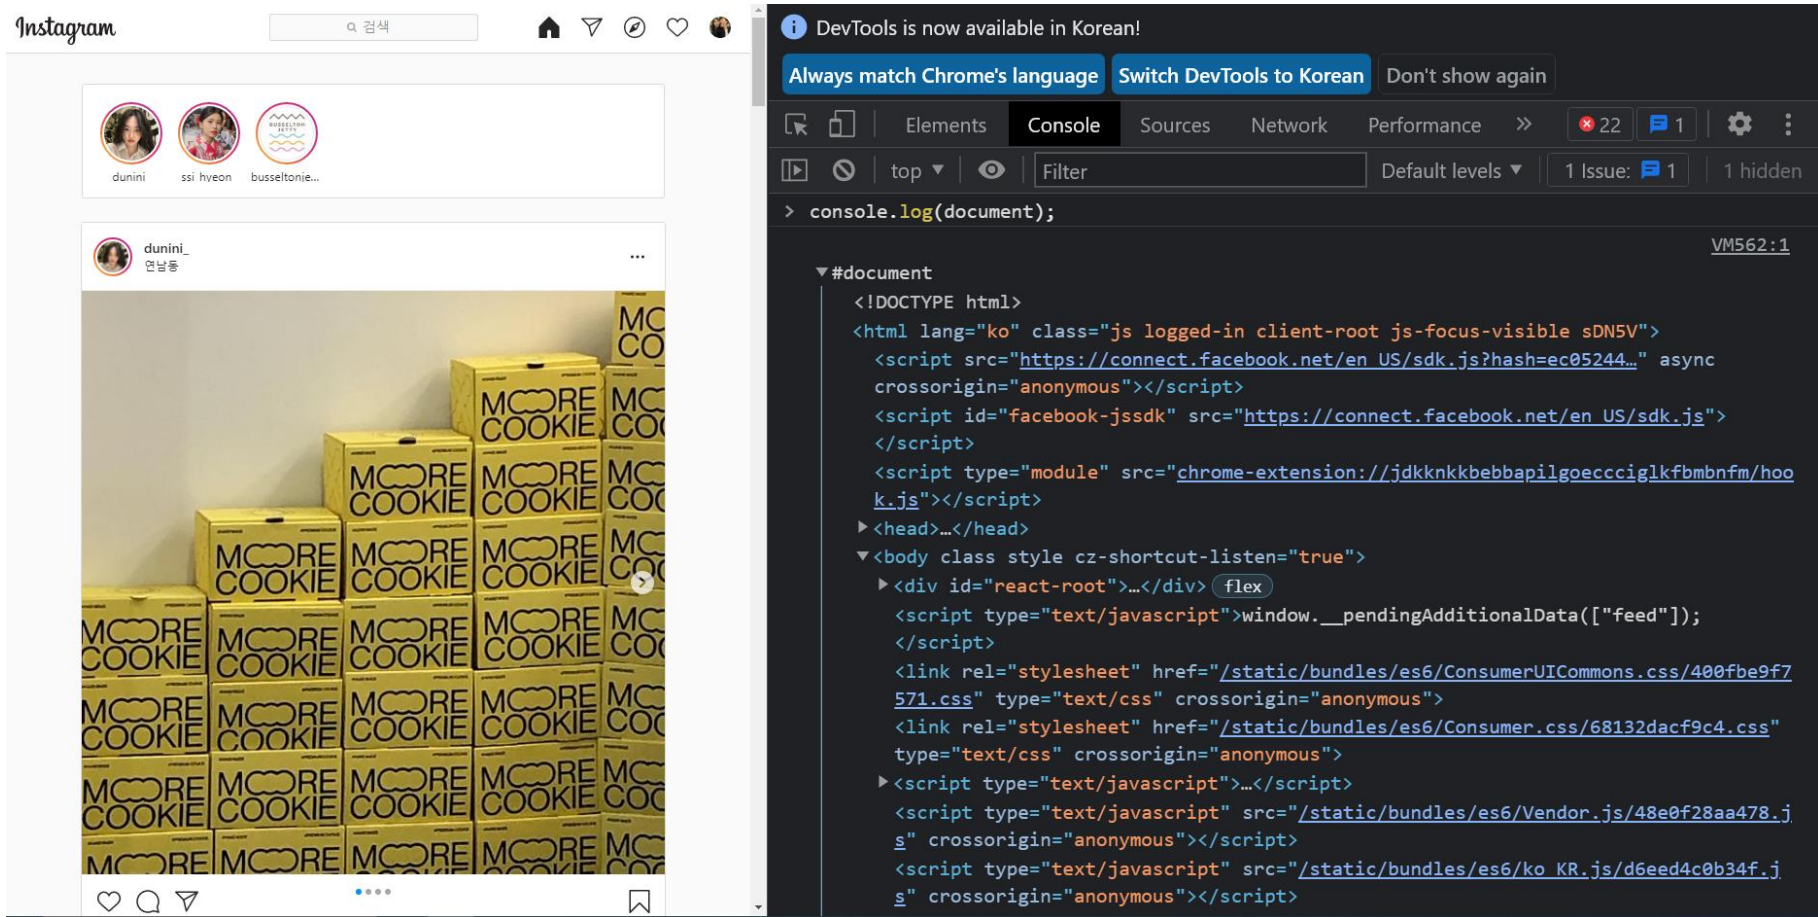 Instagram
검색
dunini
ssi_hyeon
busseltonje...
BUSSELTON
JETTY
dunini_
연남동
MOORE
COOKIE
DevTools is now available in Korean!
Always match Chrome's language
Switch DevTools to Korean
Don't show again
Elements
Console
Sources
Network
Performance
22
1
top
Filter
Default levels
1 Issue: 1
1 hidden
> console.log(document);
VM562:1
#document
<!DOCTYPE html>
<html lang="ko" class="js logged-in client-root js-focus-visible sDN5V">
<script src="https://connect.facebook.net/en_US/sdk.js?hash=ec05244…" async
crossorigin="anonymous"></script>
<script id="facebook-jssdk" src="https://connect.facebook.net/en_US/sdk.js">
</script>
<script type="module" src="chrome-extension://jdkknkkbebbapilgoeccciglkfbmbnfm/hoo
k.js"></script>
<head>…</head>
<body class style cz-shortcut-listen="true">
<div id="react-root">…</div> flex
<script type="text/javascript">window.__pendingAdditionalData(["feed"]);
</script>
<link rel="stylesheet" href="/static/bundles/es6/ConsumerUICommons.css/400fbe9f7
571.css" type="text/css" crossorigin="anonymous">
<link rel="stylesheet" href="/static/bundles/es6/Consumer.css/68132dacf9c4.css"
type="text/css" crossorigin="anonymous">
<script type="text/javascript">…</script>
<script type="text/javascript" src="/static/bundles/es6/Vendor.js/48e0f28aa478.j
s" crossorigin="anonymous"></script>
<script type="text/javascript" src="/static/bundles/es6/ko_KR.js/d6eed4c0b34f.j
s" crossorigin="anonymous"></script>